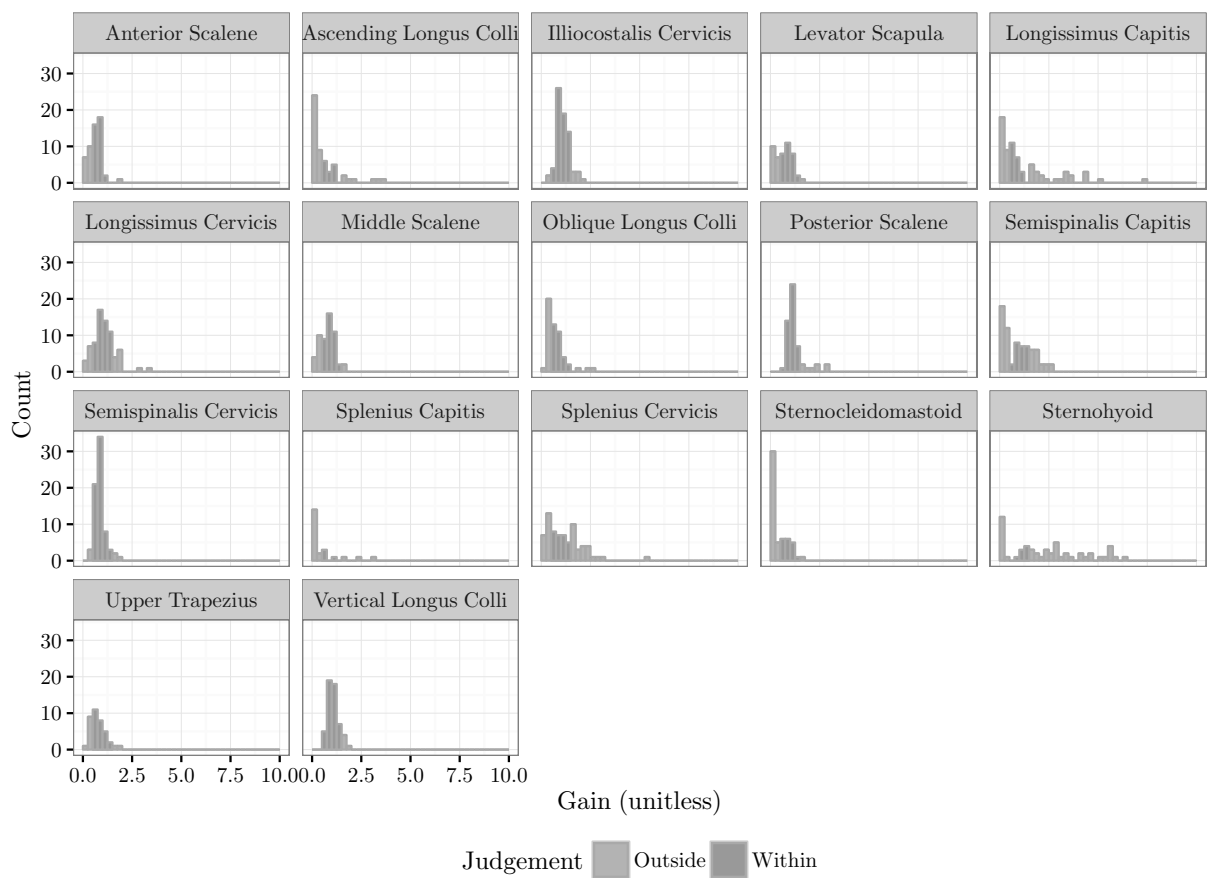 Anterior Scalene Ascending Longus Colli Illiocostalis Cervicis Levator Scapula Longissimus Capitis
30
20
10
0
Longissimus Cervicis Middle Scalene Oblique Longus Colli Posterior Scalene Semispinalis Capitis
30
20
10
0
Count
Semispinalis Cervicis Splenius Capitis Splenius Cervicis Sternocleidomastoid Sternohyoid
30
20
10
0
Upper Trapezius Vertical Longus Colli
30
20
10
0
0.0 2.5 5.0 7.5 10.0 0.0 2.5 5.0 7.5 10.0
Gain (unitless)
Judgement Outside Within